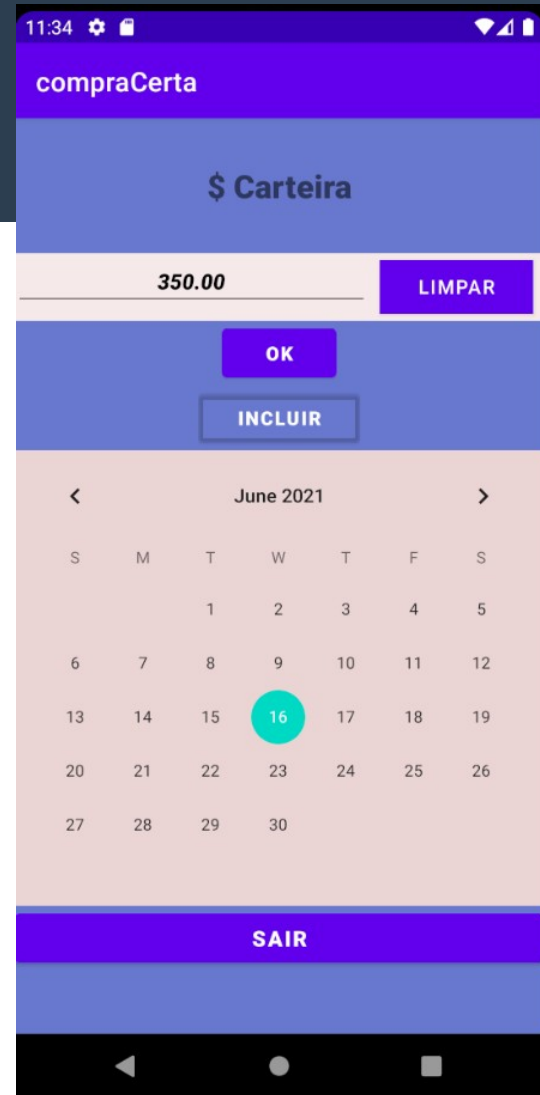 11:34
compraCerta
$ Carteira
350.00 LIMPAR
OK
INCLUIR
< June 2021 >
S M T W T F S
1 2 3 4 5
6 7 8 9 10 11 12
13 14 15 16 17 18 19
20 21 22 23 24 25 26
27 28 29 30
SAIR